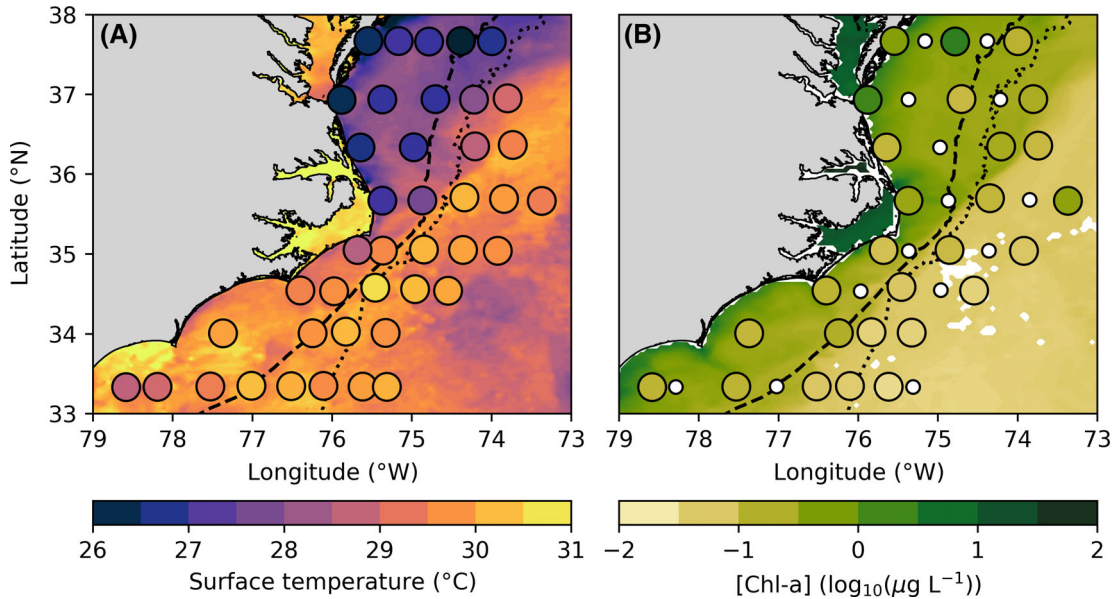 (A)
(B)
Latitude (°N)
38
37
36
35
34
33
79 78 77 76 75 74 73
79 78 77 76 75 74 73
Longitude (°W)
Longitude (°W)
26 27 28 29 30 31
−2 −1 0 1 2
Surface temperature (°C)
[Chl-a] (log₁₀(μg L⁻¹))